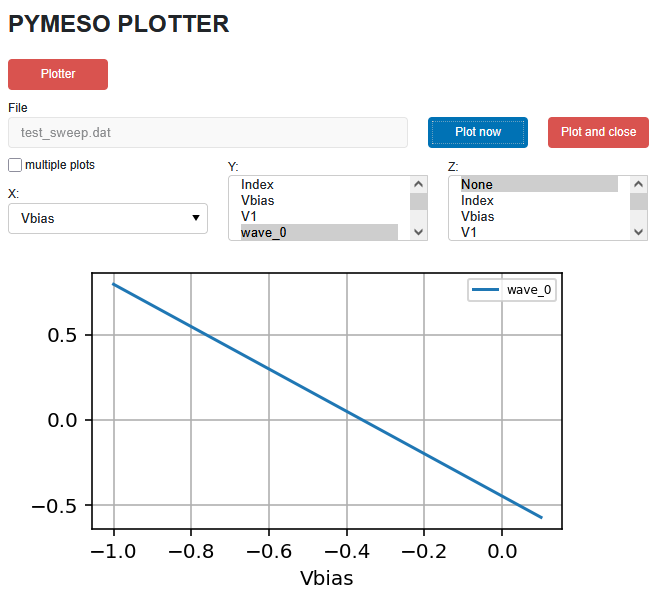 PYMESO PLOTTER
Plotter
File
test_sweep.dat
Plot now
Plot and close
multiple plots
X:
Vbias
Y:
Index
Vbias
V1
wave_0
Z:
None
Index
Vbias
V1
wave_0
0.5
0.0
−0.5
−1.0 −0.8 −0.6 −0.4 −0.2 0.0
Vbias